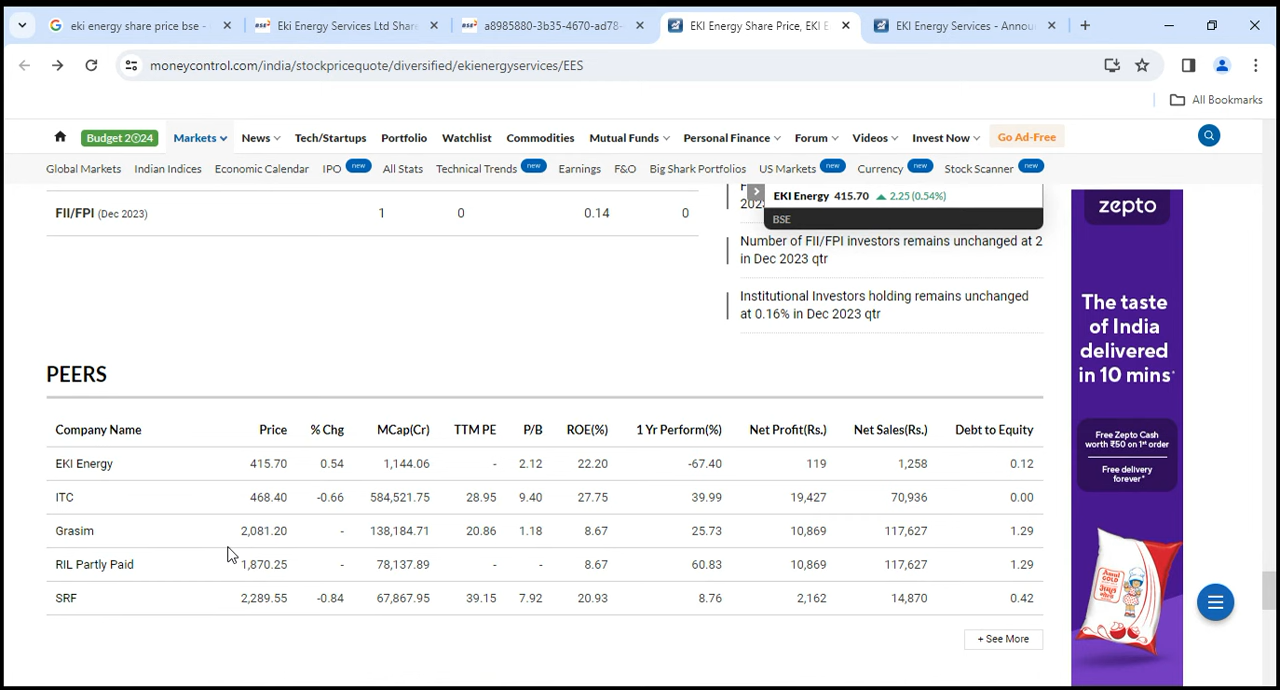 eki energy share price bse -
Eki Energy Services Ltd Share
a8985880-3b35-4670-ad78-
EKI Energy Share Price, EKI E
EKI Energy Services - Annou
moneycontrol.com/india/stockpricequote/diversified/ekienergyservices/EES
All Bookmarks
Budget 2024 Markets News Tech/Startups Portfolio Watchlist Commodities Mutual Funds Personal Finance Forum Videos Invest Now Go Ad-Free
Global Markets Indian Indices Economic Calendar IPO new All Stats Technical Trends new Earnings F&O Big Shark Portfolios US Markets new Currency new Stock Scanner new
EKI Energy 415.70 2.25 (0.54%)
BSE
FII/FPI (Dec 2023) 1 0 0.14 0
Number of FII/FPI investors remains unchanged at 2
in Dec 2023 qtr
Institutional Investors holding remains unchanged
at 0.16% in Dec 2023 qtr
PEERS
Company Name Price % Chg MCap(Cr) TTM PE P/B ROE(%) 1 Yr Perform(%) Net Profit(Rs.) Net Sales(Rs.) Debt to Equity
EKI Energy 415.70 0.54 1,144.06 - 2.12 22.20 -67.40 119 1,258 0.12
ITC 468.40 -0.66 584,521.75 28.95 9.40 27.75 39.99 19,427 70,936 0.00
Grasim 2,081.20 - 138,184.71 20.86 1.18 8.67 25.73 10,869 117,627 1.29
RIL Partly Paid 1,870.25 - 78,137.89 - - 8.67 60.83 10,869 117,627 1.29
SRF 2,289.55 -0.84 39.15 7.92 20.93 8.76 2,162 14,870 0.42
+ See More
zepto
The taste
of India
delivered
in 10 mins*
Free Zepto Cash
worth ₹50 on 1st order
Free delivery
forever*
Amul
GOLD